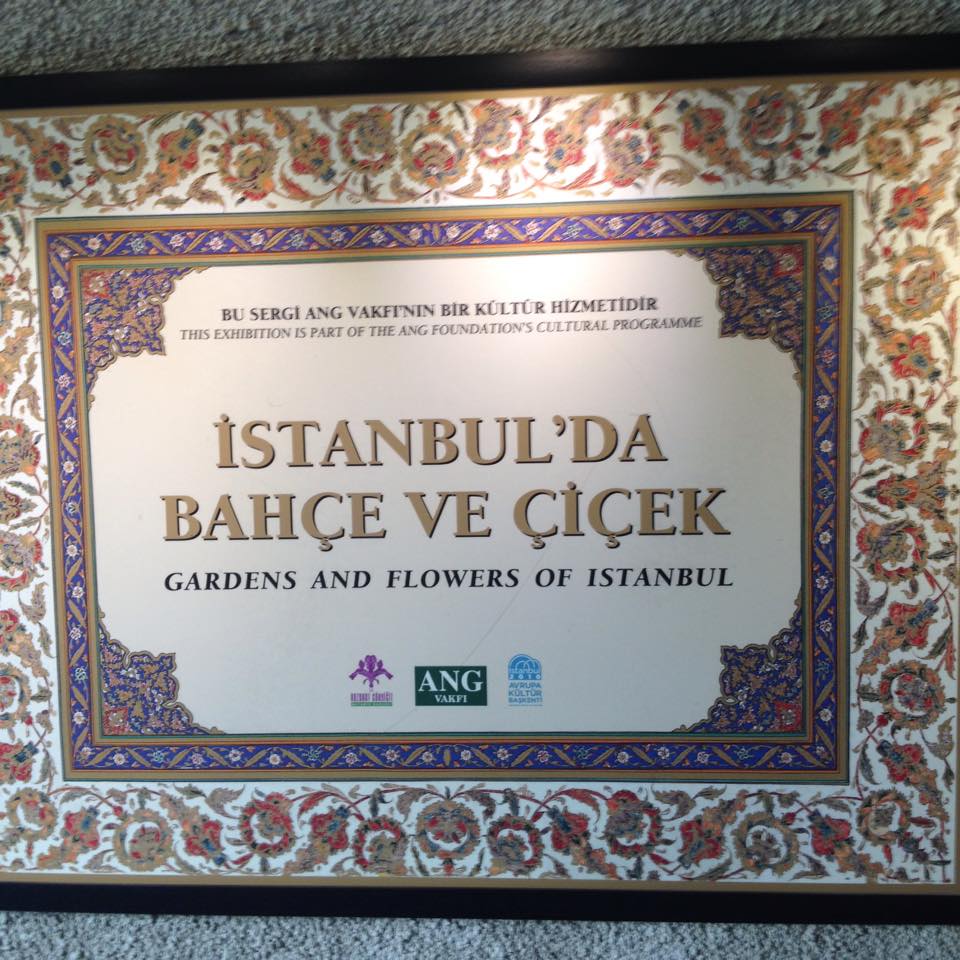 BU SERGİ ANG VAKFI'NIN BİR KÜLTÜR HİZMETİDİR
THIS EXHIBITION IS PART OF THE ANG FOUNDATION'S CULTURAL PROGRAMME
İSTANBUL'DA
BAHÇE VE ÇİÇEK
GARDENS AND FLOWERS OF ISTANBUL
ANG
VAKFI
istanbul
2010
AVRUPA
KÜLTÜR
BAŞKENTİ